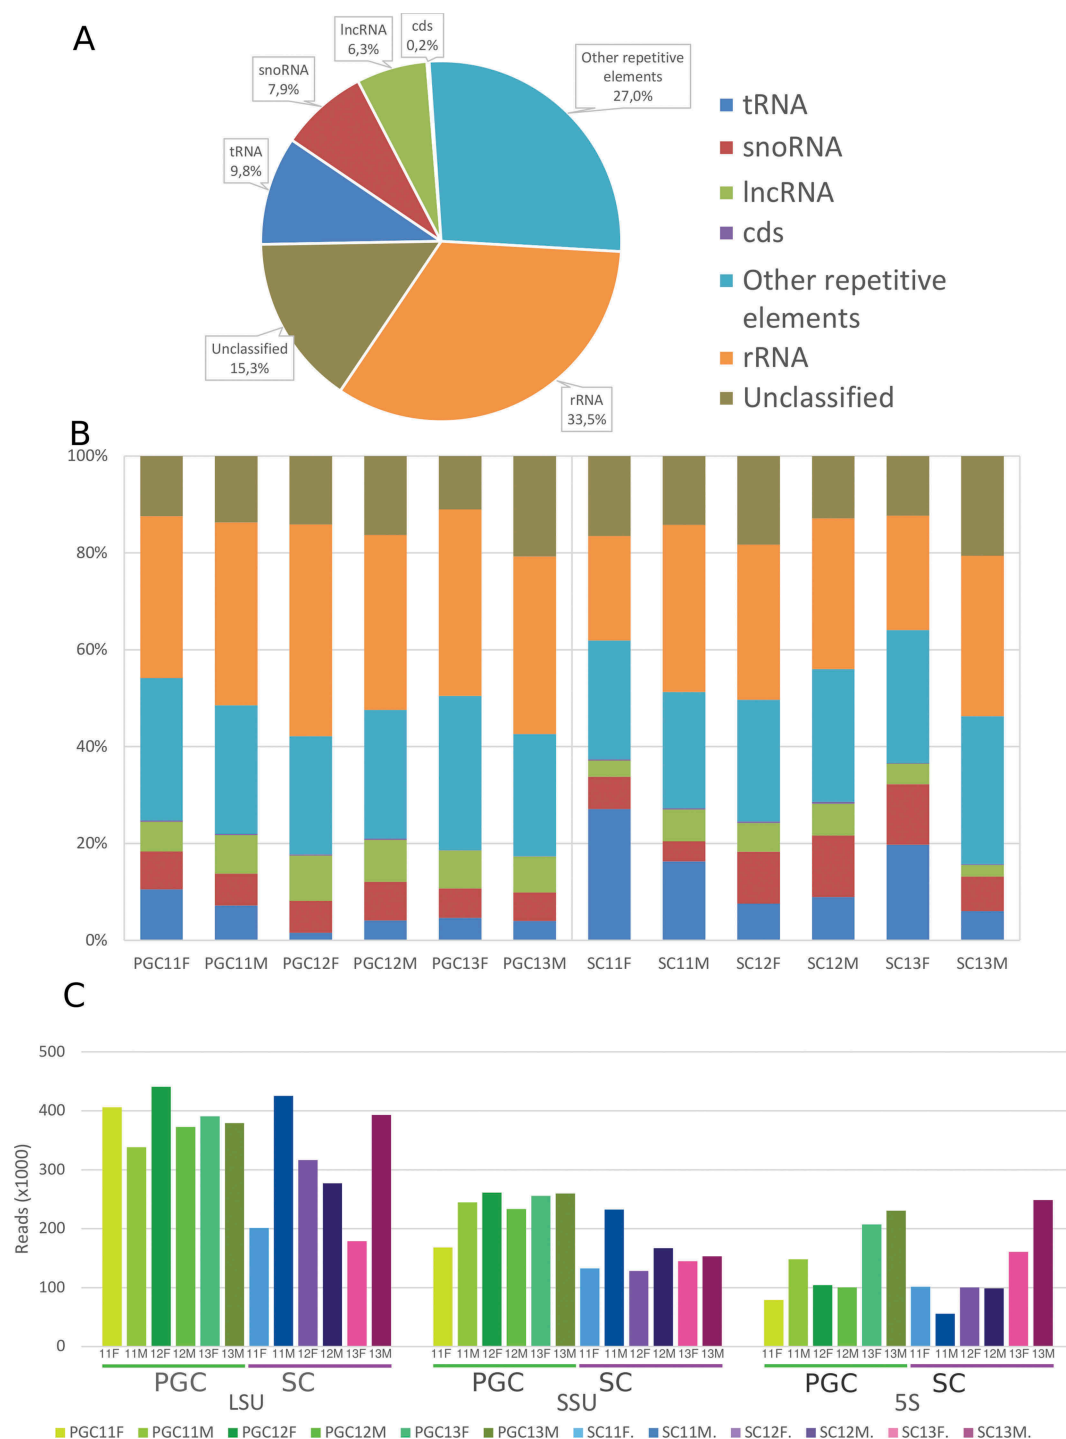 A
lncRNA
6,3%
cds
0,2%
snoRNA
7,9%
tRNA
9,8%
Other repetitive
elements
27,0%
Unclassified
15,3%
rRNA
33,5%
tRNA
snoRNA
lncRNA
cds
Other repetitive
elements
rRNA
Unclassified
B
100%
80%
60%
40%
20%
0%
PGC11F PGC11M PGC12F PGC12M PGC13F PGC13M SC11F SC11M SC12F SC12M SC13F SC13M
C
Reads (x1000)
500
400
300
200
100
0
11F 11M 12F 12M 13F 13M 11F 11M 12F 12M 13F 13M 11F 11M 12F 12M 13F 13M 11F 11M 12F 12M 13F 13M 11F 11M 12F 12M 13F 13M 11F 11M 12F 12M 13F 13M
PGC SC PGC SC PGC SC
LSU SSU 5S
PGC11F PGC11M PGC12F PGC12M PGC13F PGC13M SC11F. SC11M. SC12F. SC12M. SC13F. SC13M.